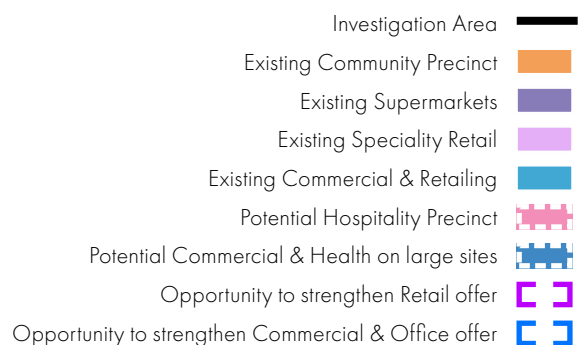 Investigation Area
Existing Community Precinct
Existing Supermarkets
Existing Speciality Retail
Existing Commercial & Retailing
Potential Hospitality Precinct
Potential Commercial & Health on large sites
Opportunity to strengthen Retail offer
Opportunity to strengthen Commercial & Office offer